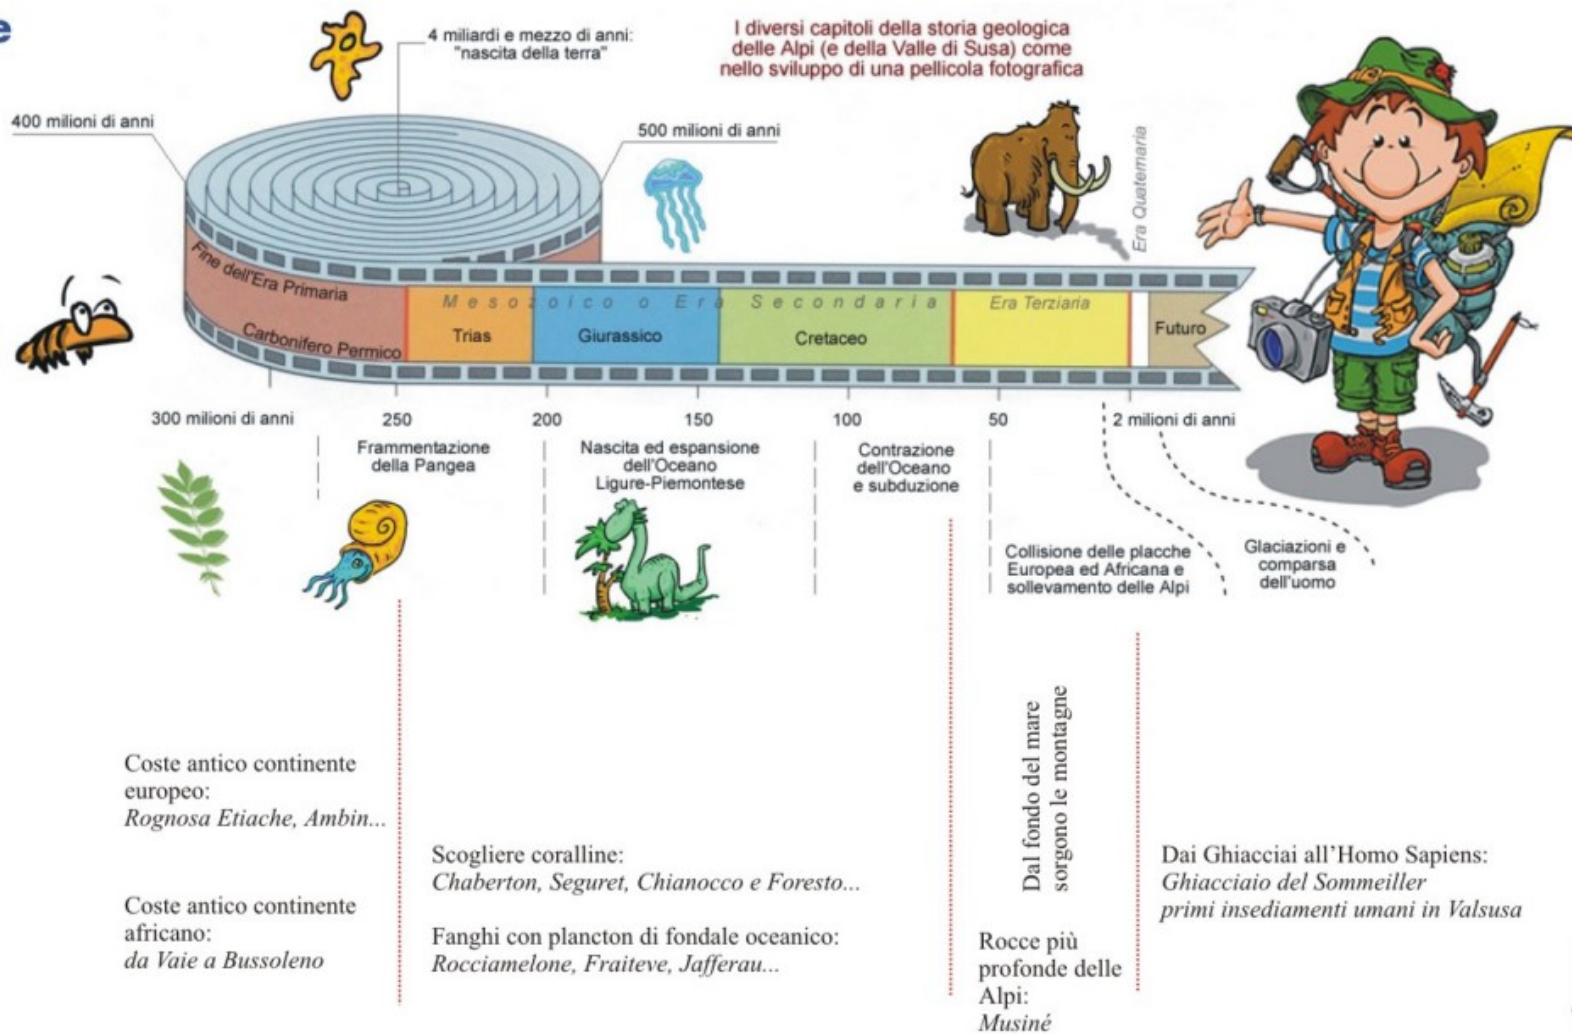 e
4 miliardi e mezzo di anni:
"nascita della terra"
I diversi capitoli della storia geologica
delle Alpi (e della Valle di Susa) come
nello sviluppo di una pellicola fotografica
400 milioni di anni
500 milioni di anni
Era Quaternaria
Fine dell'Era Primaria
Carbonifero Permico
Mesozoico o Era Secondaria
Trias
Giurassico
Cretaceo
Era Terziaria
Futuro
300 milioni di anni
250
200
150
100
50
2 milioni di anni
Frammentazione
della Pangea
Nascita ed espansione
dell'Oceano
Ligure-Piemontese
Contrazione
dell'Oceano
e subduzione
Collisione delle placche
Europea ed Africana e
sollevamento delle Alpi
Glaciazioni e
comparsa
dell'uomo
Coste antico continente
europeo:
Rognosa Etiache, Ambin...
Coste antico continente
africano:
da Vaie a Bussoleno
Scogliere coralline:
Chaberton, Seguret, Chianocco e Foresto...
Fanghi con plancton di fondale oceanico:
Rocciamelone, Fraiteve, Jafferau...
Dal fondo del mare
sorgono le montagne
Rocce più
profonde delle
Alpi:
Musiné
Dai Ghiacciai all'Homo Sapiens:
Ghiacciaio del Sommeiller
primi insediamenti umani in Valsusa